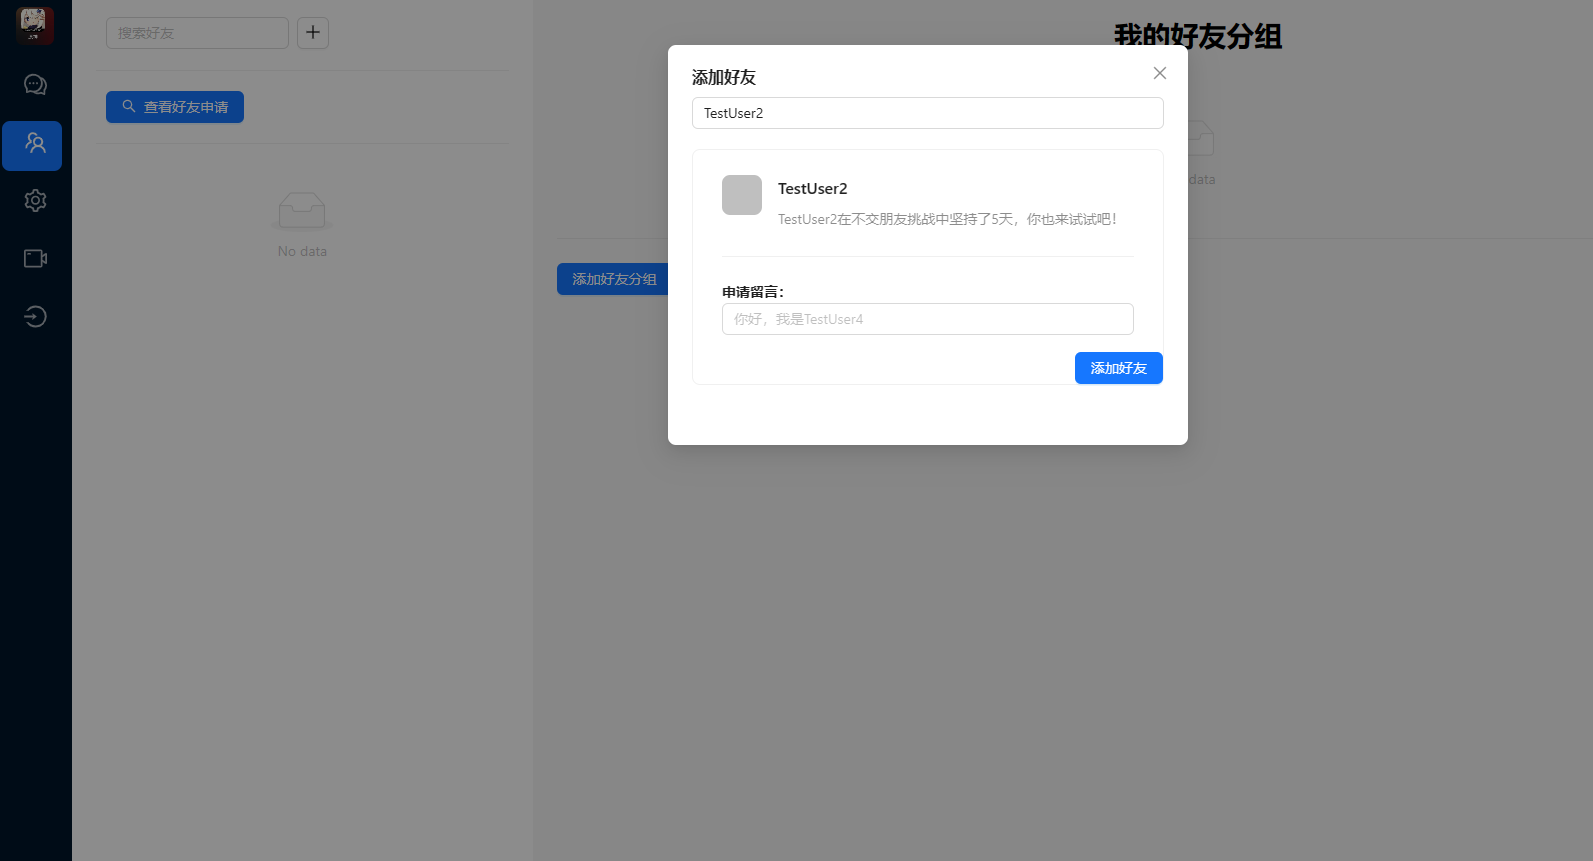 搜索好友
查看好友申请
No data
我的好友分组
data
添加好友分组
添加好友
TestUser2
TestUser2
TestUser2在不交朋友挑战中坚持了5天，你也来试试吧！
申请留言：
你好，我是TestUser4
添加好友